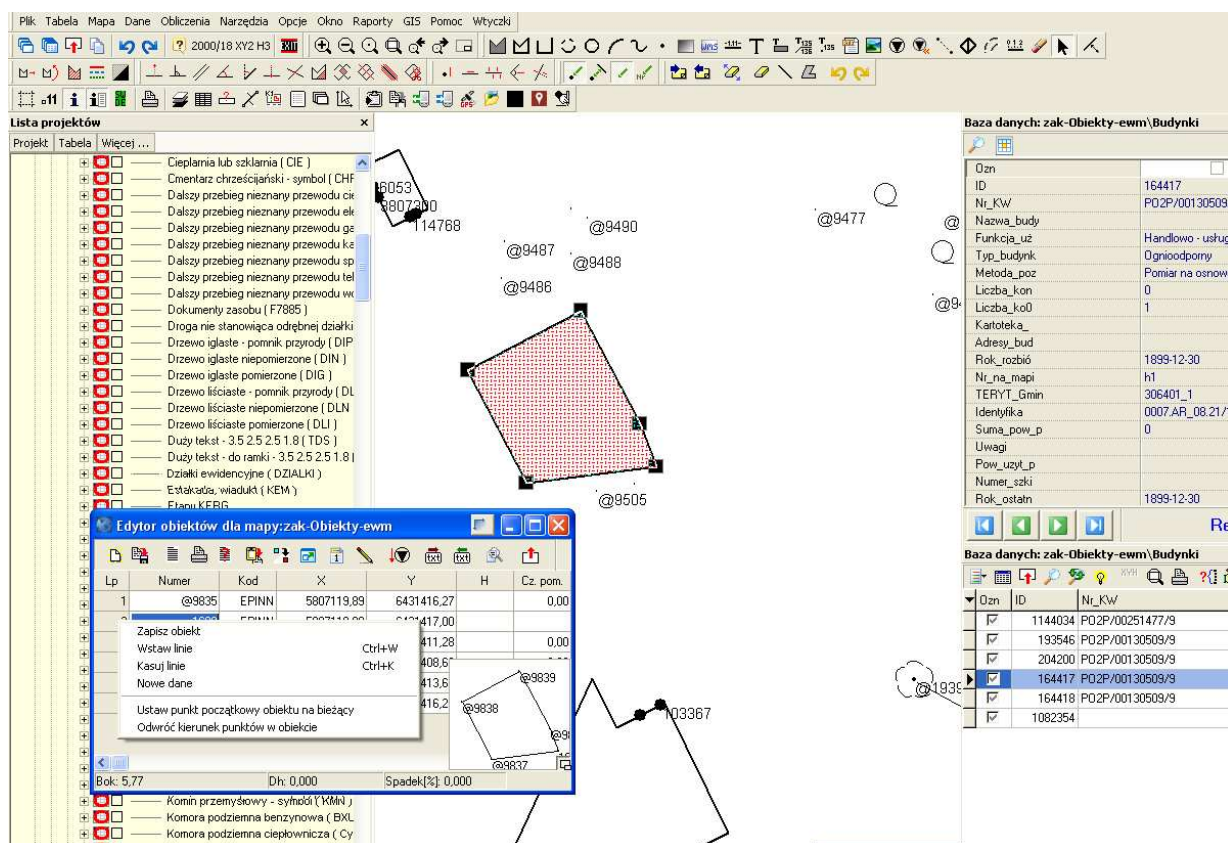 Plik Tabela Mapa Dane Obliczenia Narzędzia Opcje Okno Raporty GIS Pomoc Wtyczki
2000/18 XY2 H3
Lista projektów x
Projekt Tabela Więcej ...
Cieplarnia lub szklarnia ( CIE )
Cmentarz chrześcijański - symbol ( CHF
Dalszy przebieg nieznany przewodu cie
Dalszy przebieg nieznany przewodu ele
Dalszy przebieg nieznany przewodu ga
Dalszy przebieg nieznany przewodu ka
Dalszy przebieg nieznany przewodu sp
Dalszy przebieg nieznany przewodu tel
Dalszy przebieg nieznany przewodu wo
Dokumenty zasobu ( F7885 )
Droga nie stanowiąca odrębnej działki
Drzewo iglaste - pomnik przyrody ( DIP
Drzewo iglaste niepomierzone ( DIN )
Drzewo iglaste pomierzone ( DIG )
Drzewo liściaste - pomnik przyrody ( DL
Drzewo liściaste niepomierzone ( DLN
Drzewo liściaste pomierzone ( DLI )
Duży tekst - 3.5 2.5 2.5 1.8 ( TDS )
Duży tekst - do ramki - 3.5 2.5 2.5 1.8 (
Działki ewidencyjne ( DZIALKI )
Estakada, wiadukt ( KEM )
Etapy KERG
Komin przemysłowy - symbol ( KMN )
Komora podziemna benzynowa ( BXL
Komora podziemna ciepłownicza ( Cy
6053
3807300
114768
@9490
@9477
@9487
@9488
@9486
@9505
103367
@1939
Edytor obiektów dla mapy:zak-Obiekty-ewm
Lp Numer Kod X Y H Cz. pom.
1 @9835 EPINN 5807119,89 6431416,27 0,00
EPINN 6431417,00
411,28 0,00
Zapisz obiekt
Wstaw linie Ctrl+W
Kasuj linie Ctrl+K
Nowe dane
Ustaw punkt początkowy obiektu na bieżący
Odwróć kierunek punktów w obiekcie
@9839
@9838
@9837
Bok: 5,77 Dh: 0,000 Spadek[%]: 0,000
Baza danych: zak-Obiekty-ewm\Budynki
Ozn
ID 164417
Nr_KW PO2P/00130509
Nazwa_budy
Funkcja_uż Handlowo - usług
Typ_budynk Ognioodporny
Metoda_poz Pomiar na osnow
Liczba_kon 0
Liczba_ko0 1
Kartoteka_
Adresy_bud
Rok_rozbió 1899-12-30
Nr_na_mapi h1
TERYT_Gmin 306401_1
Identyfika 0007.AR_08.21/
Suma_pow_p 0
Uwagi
Pow_uzyt_p
Numer_szki
Rok_ostatn 1899-12-30
Re
Baza danych: zak-Obiekty-ewm\Budynki
Ozn ID Nr_KW
1144034 PO2P/00251477/9
193546 PO2P/00130509/9
204200 PO2P/00130509/9
164417 PO2P/00130509/9
164418 PO2P/00130509/9
1082354